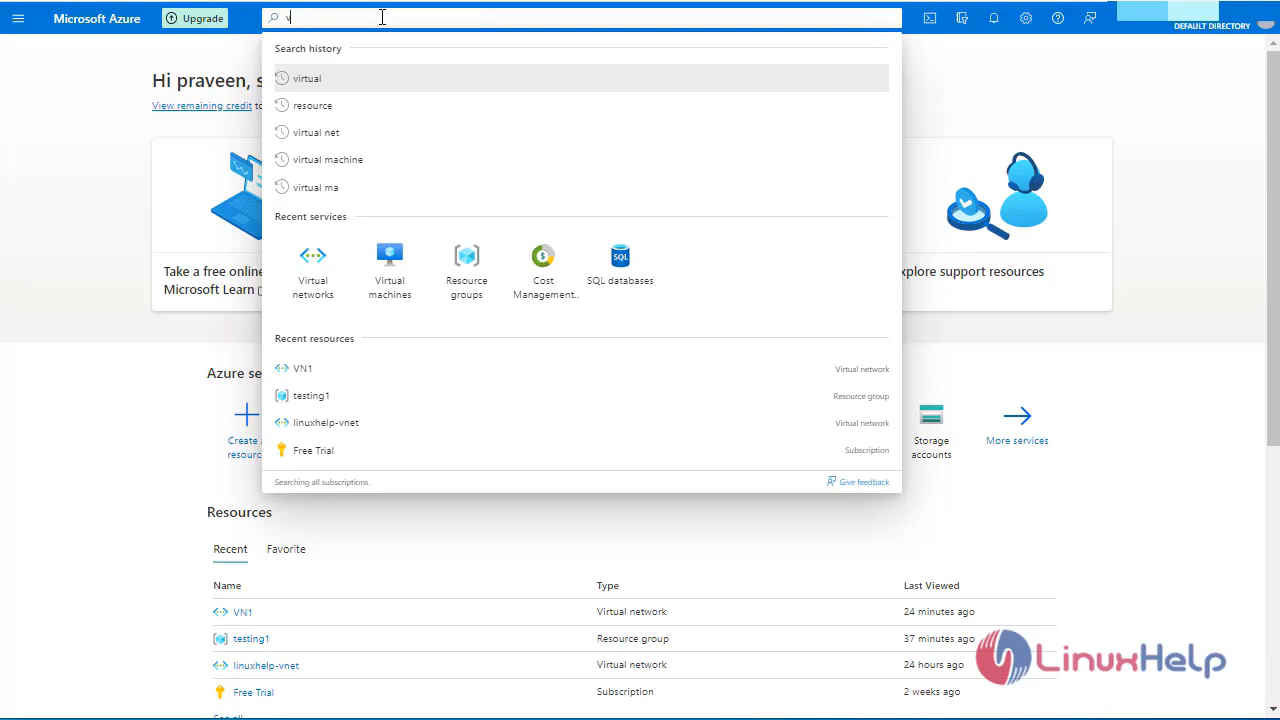 Microsoft Azure
Upgrade
v
DEFAULT DIRECTORY
Hi praveen, s
View remaining credit to
Search history
virtual
resource
virtual net
virtual machine
virtual ma
Recent services
Virtual networks
Virtual machines
Resource groups
Cost Management..
SQL databases
Recent resources
VN1 Virtual network
testing1 Resource group
linuxhelp-vnet Virtual network
Free Trial Subscription
Searching all subscriptions.
Give feedback
Take a free online
Microsoft Learn
xplore support resources
Azure se
Create a
resourc
Storage
accounts
More services
Resources
Recent Favorite
Name Type Last Viewed
VN1 Virtual network 24 minutes ago
testing1 Resource group 37 minutes ago
linuxhelp-vnet Virtual network 24 hours ago
Free Trial Subscription 2 weeks ago
LinuxHelp